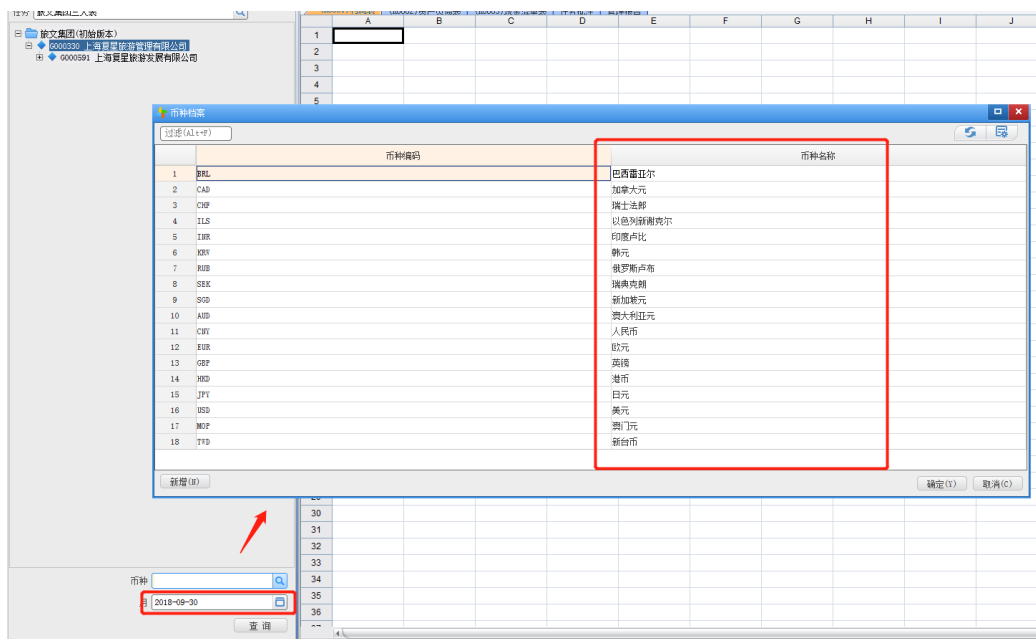 任务 旅文集团三大表
旅文集团(初始版本)
G000330 上海复星旅游管理有限公司
G000591 上海复星旅游发展有限公司
A B C D E F G H I J
1
2
3
4
5
币种档案
过滤(Alt+F)
币种编码 币种名称
1 BRL 巴西雷亚尔
2 CAD 加拿大元
3 CHF 瑞士法郎
4 ILS 以色列新谢克尔
5 INR 印度卢比
6 KRW 韩元
7 RUB 俄罗斯卢布
8 SEK 瑞典克朗
9 SGD 新加坡元
10 AUD 澳大利亚元
11 CNY 人民币
12 EUR 欧元
13 GBP 英镑
14 HKD 港币
15 JPY 日元
16 USD 美元
17 MOP 澳门元
18 TWD 新台币
新增(N) 确定(Y) 取消(C)
30
31
32
33
币种 34
月 2018-09-30 35
36
查 询